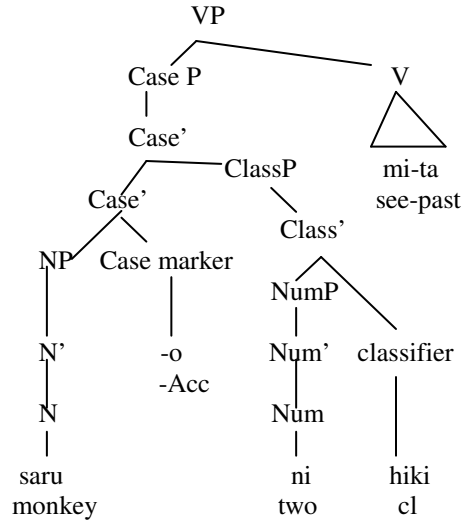 VP
Case P V
Case’
ClassP mi-ta
see-past
Case’
Class’
NP Case marker
NumP
N’ -o Num’ classifier
-Acc
N Num
saru ni hiki
monkey two cl